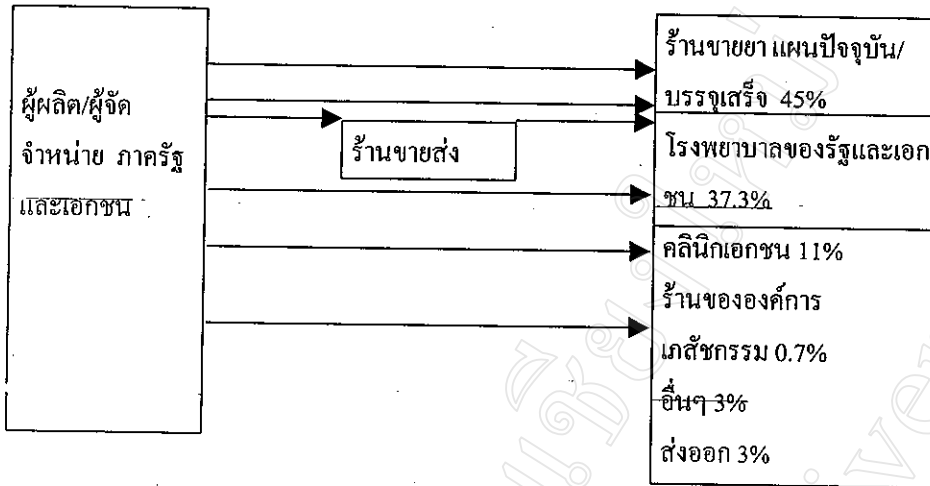 ผู้ผลิต/ผู้จัด
จำหน่าย ภาครัฐ
และเอกชน
ร้านขายส่ง
ร้านขายยา แผนปัจจุบัน/
บรรจุเสร็จ 45%
โรงพยาบาลของรัฐและเอก
ชน 37.3%
คลินิกเอกชน 11%
ร้านขององค์การ
เภสัชกรรม 0.7%
อื่นๆ 3%
ส่งออก 3%